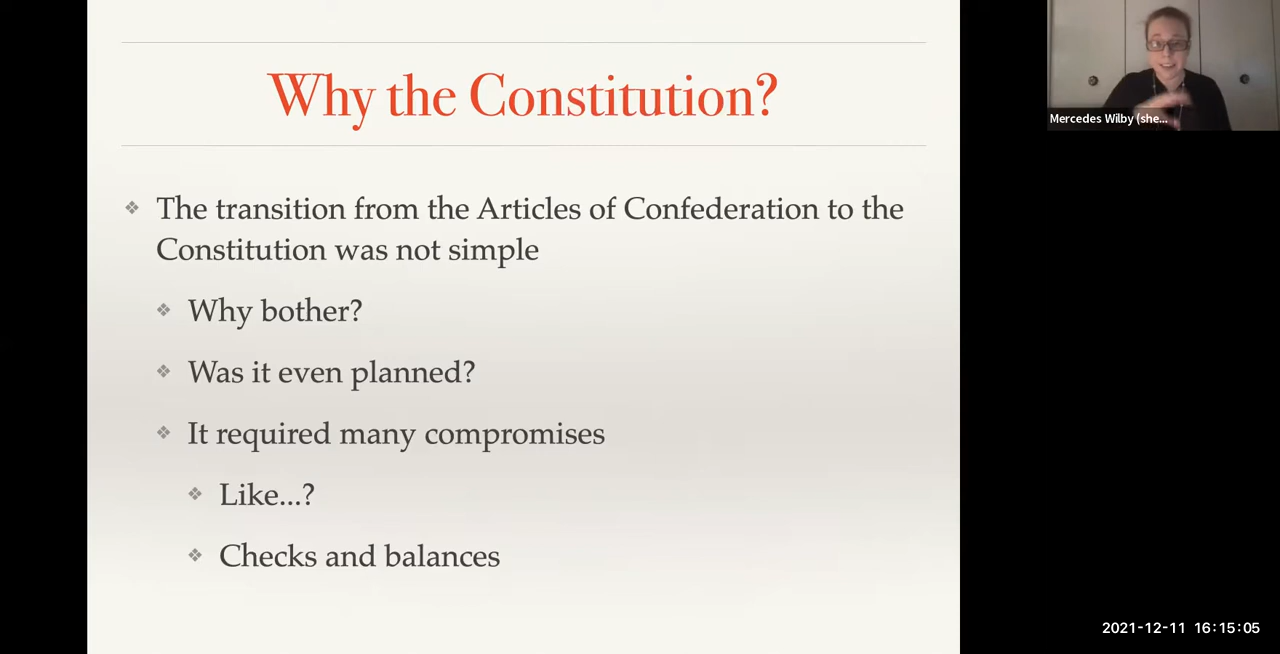 Why the Constitution?
The transition from the Articles of Confederation to the
Constitution was not simple
Why bother?
Was it even planned?
It required many compromises
Like...?
Checks and balances
Mercedes Wilby (she...
2021-12-11 16:15:05